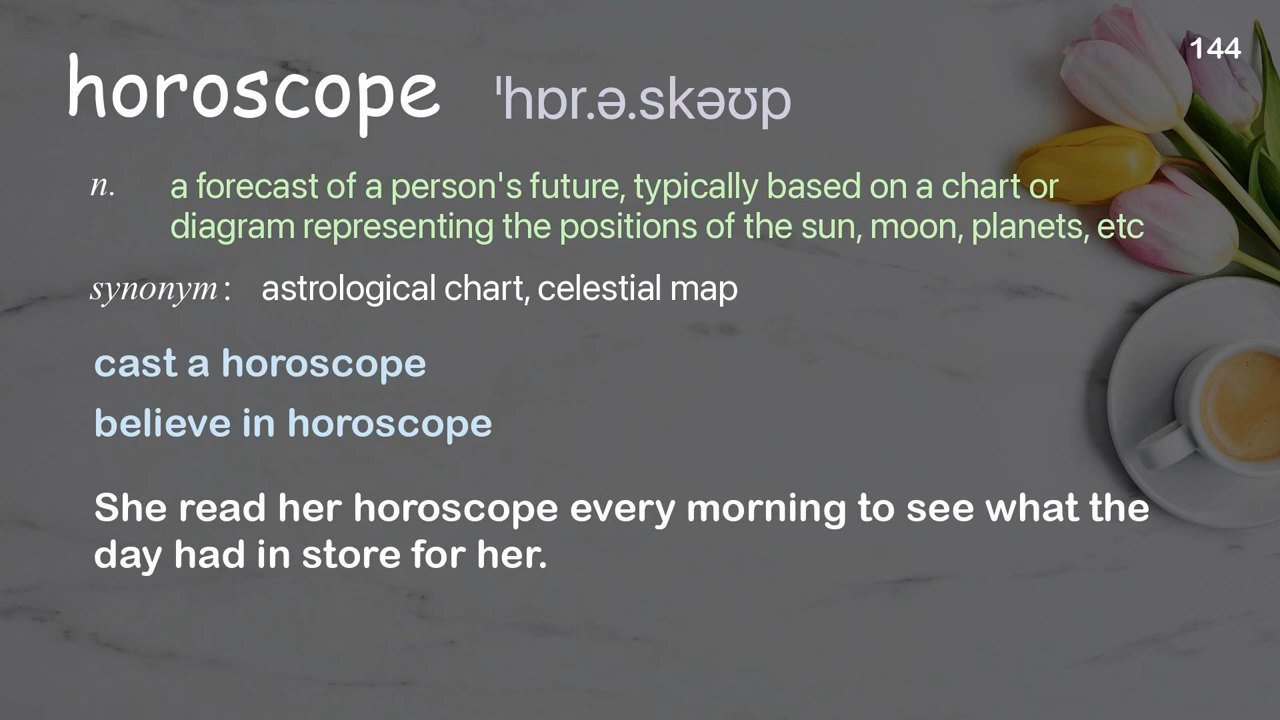 144
horoscope ˈhɒr.ə.skəʊp
n. a forecast of a person's future, typically based on a chart or
diagram representing the positions of the sun, moon, planets, etc
synonym: astrological chart, celestial map
cast a horoscope
believe in horoscope
She read her horoscope every morning to see what the
day had in store for her.